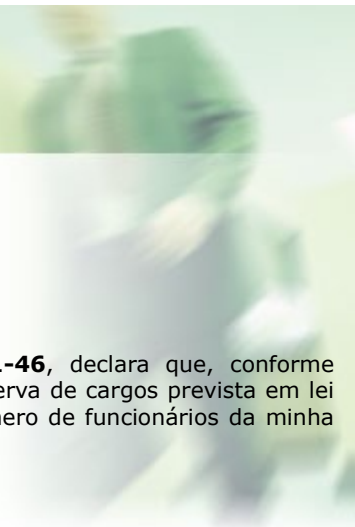 -46, declara que, conforme
erva de cargos prevista em lei
ero de funcionários da minha